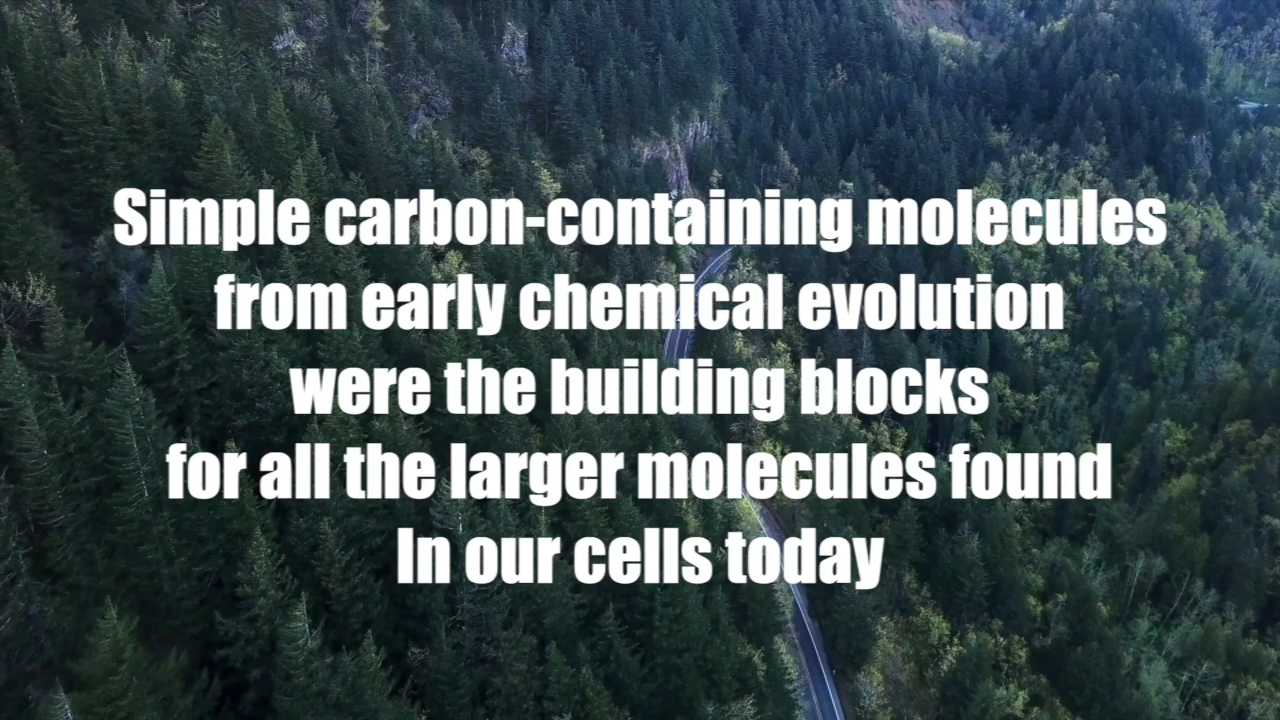 Simple carbon-containing molecules
from early chemical evolution
were the building blocks
for all the larger molecules found
In our cells today